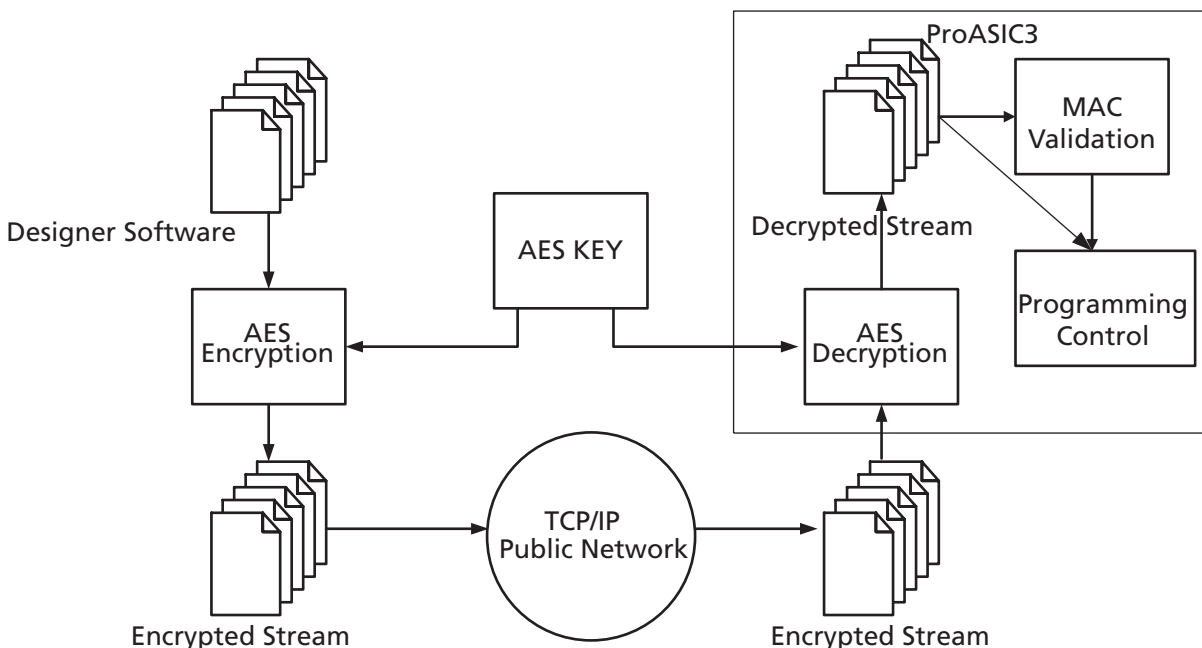 ProASIC3
MAC
Validation
Designer Software
AES KEY
Decrypted Stream
Programming
Control
AES
Encryption
AES
Decryption
TCP/IP
Public Network
Encrypted Stream
Encrypted Stream